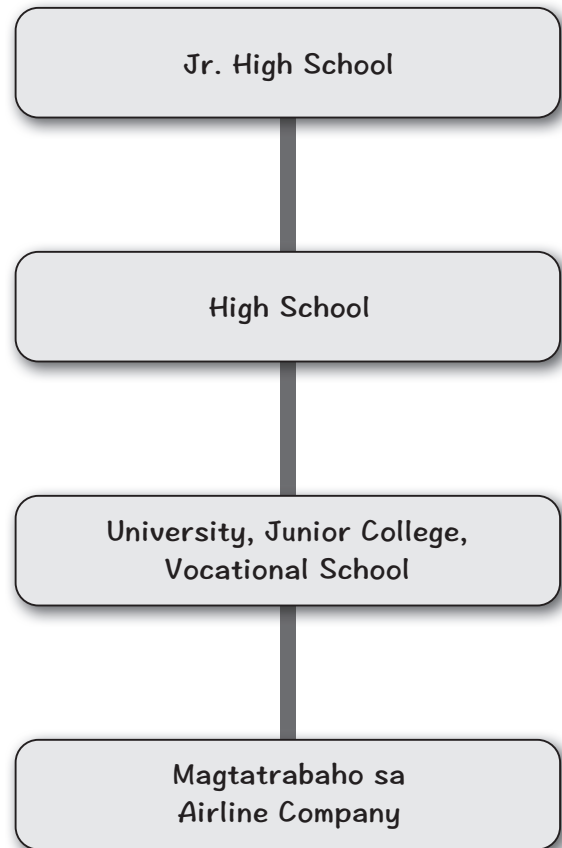 Jr. High School
High School
University, Junior College,
Vocational School
Magtatrabaho sa
Airline Company